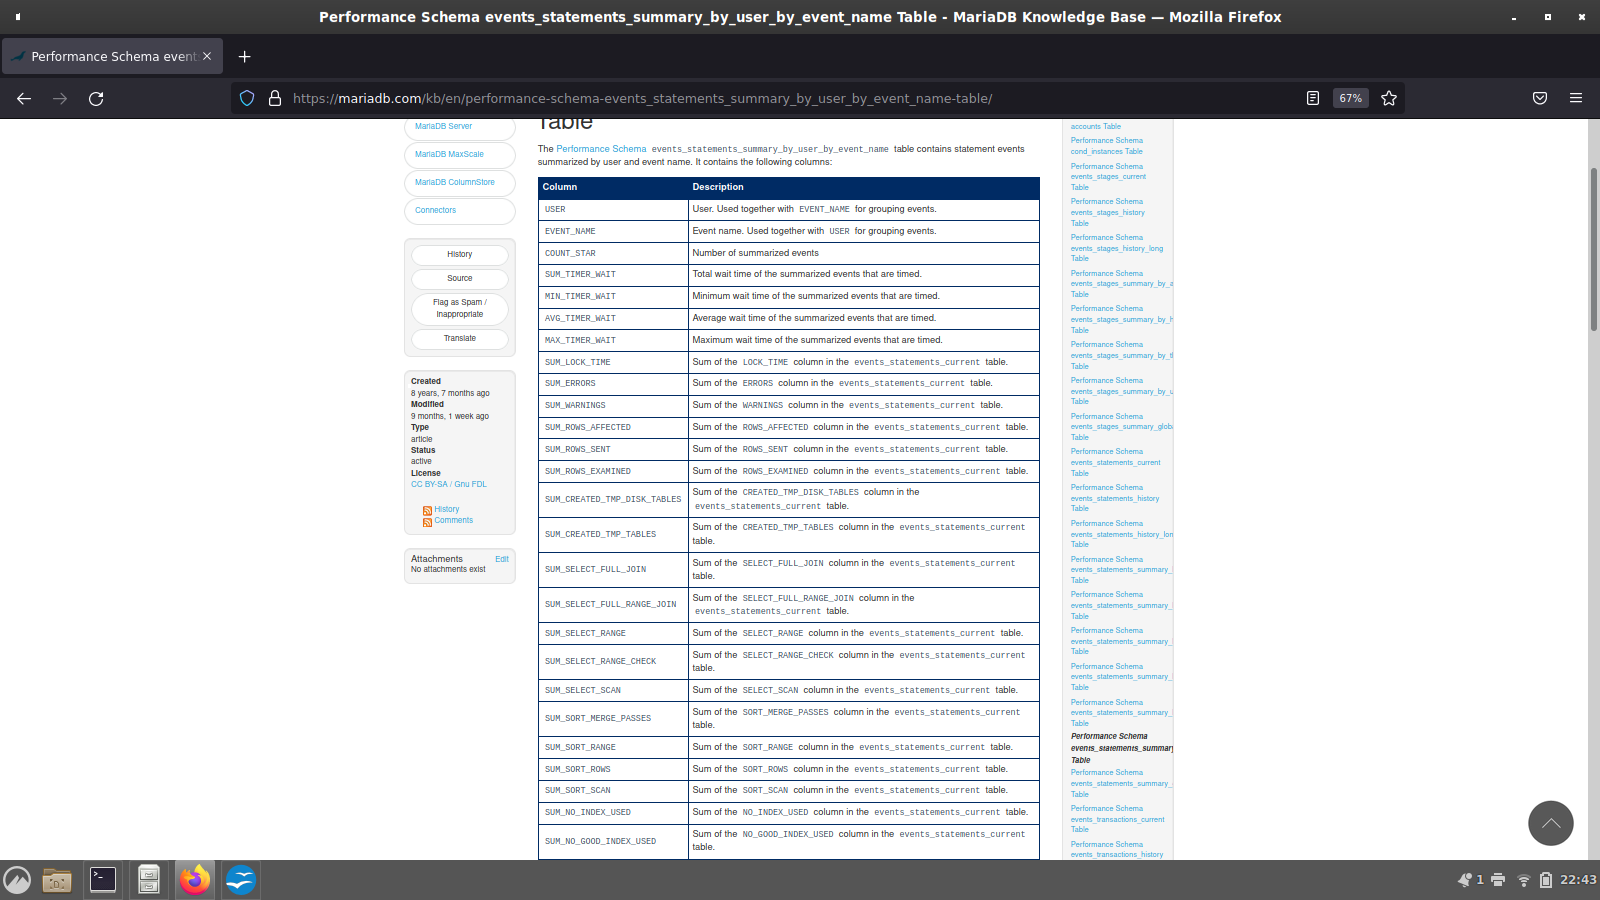 Performance Schema events_statements_summary_by_user_by_event_name Table - MariaDB Knowledge Base — Mozilla Firefox
Performance Schema event
https://mariadb.com/kb/en/performance-schema-events_statements_summary_by_user_by_event_name-table/
67%
MariaDB Server
MariaDB MaxScale
MariaDB ColumnStore
Connectors
History
Source
Flag as Spam /
Inappropriate
Translate
Created
8 years, 7 months ago
Modified
9 months, 1 week ago
Type
article
Status
active
License
CC BY-SA / Gnu FDL
History
Comments
Attachments Edit
No attachments exist
Table
The Performance Schema events_statements_summary_by_user_by_event_name table contains statement events
summarized by user and event name. It contains the following columns:
Column Description
USER User. Used together with EVENT_NAME for grouping events.
EVENT_NAME Event name. Used together with USER for grouping events.
COUNT_STAR Number of summarized events
SUM_TIMER_WAIT Total wait time of the summarized events that are timed.
MIN_TIMER_WAIT Minimum wait time of the summarized events that are timed.
AVG_TIMER_WAIT Average wait time of the summarized events that are timed.
MAX_TIMER_WAIT Maximum wait time of the summarized events that are timed.
SUM_LOCK_TIME Sum of the LOCK_TIME column in the events_statements_current table.
SUM_ERRORS Sum of the ERRORS column in the events_statements_current table.
SUM_WARNINGS Sum of the WARNINGS column in the events_statements_current table.
SUM_ROWS_AFFECTED Sum of the ROWS_AFFECTED column in the events_statements_current table.
SUM_ROWS_SENT Sum of the ROWS_SENT column in the events_statements_current table.
SUM_ROWS_EXAMINED Sum of the ROWS_EXAMINED column in the events_statements_current table.
SUM_CREATED_TMP_DISK_TABLES Sum of the CREATED_TMP_DISK_TABLES column in the
events_statements_current table.
SUM_CREATED_TMP_TABLES Sum of the CREATED_TMP_TABLES column in the events_statements_current
table.
SUM_SELECT_FULL_JOIN Sum of the SELECT_FULL_JOIN column in the events_statements_current
table.
SUM_SELECT_FULL_RANGE_JOIN Sum of the SELECT_FULL_RANGE_JOIN column in the
events_statements_current table.
SUM_SELECT_RANGE Sum of the SELECT_RANGE column in the events_statements_current table.
SUM_SELECT_RANGE_CHECK Sum of the SELECT_RANGE_CHECK column in the events_statements_current
table.
SUM_SELECT_SCAN Sum of the SELECT_SCAN column in the events_statements_current table.
SUM_SORT_MERGE_PASSES Sum of the SORT_MERGE_PASSES column in the events_statements_current
table.
SUM_SORT_RANGE Sum of the SORT_RANGE column in the events_statements_current table.
SUM_SORT_ROWS Sum of the SORT_ROWS column in the events_statements_current table.
SUM_SORT_SCAN Sum of the SORT_SCAN column in the events_statements_current table.
SUM_NO_INDEX_USED Sum of the NO_INDEX_USED column in the events_statements_current table.
SUM_NO_GOOD_INDEX_USED Sum of the NO_GOOD_INDEX_USED column in the events_statements_current
table.
accounts Table
Performance Schema
cond_instances Table
Performance Schema
events_stages_current
Table
Performance Schema
events_stages_history
Table
Performance Schema
events_stages_history_long
Table
Performance Schema
events_stages_summary_by_a
Table
Performance Schema
events_stages_summary_by_h
Table
Performance Schema
events_stages_summary_by_t
Table
Performance Schema
events_stages_summary_by_u
Table
Performance Schema
events_stages_summary_globa
Table
Performance Schema
events_statements_current
Table
Performance Schema
events_statements_history
Table
Performance Schema
events_statements_history_lon
Table
Performance Schema
events_statements_summary_
Table
Performance Schema
events_statements_summary_
Table
Performance Schema
events_statements_summary_
Table
Performance Schema
events_statements_summary_
Table
Performance Schema
events_statements_summary_
Table
Performance Schema
events_statements_summary
Table
Performance Schema
events_statements_summary_
Table
Performance Schema
events_transactions_current
Table
Performance Schema
events_transactions_history
1
22:43